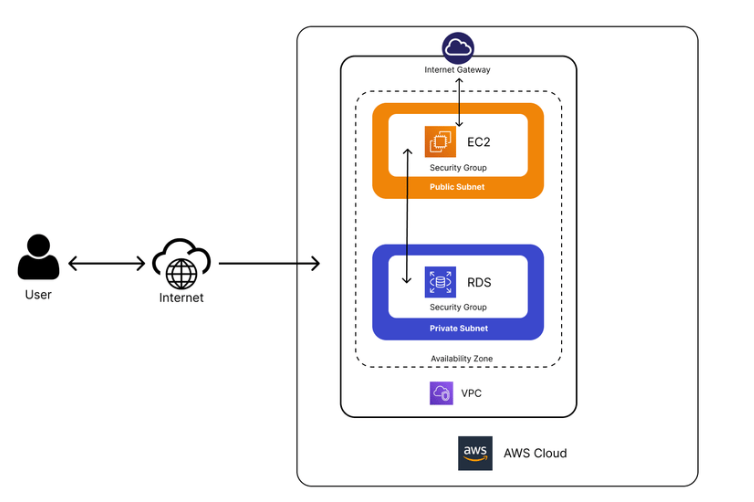 Internet Gateway
EC2
Security Group
Public Subnet
User
Internet
RDS
Security Group
Private Subnet
Availability Zone
VPC
aws
AWS Cloud